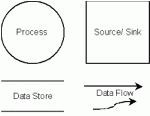 Process
Source/ Sink
Data Store
Data Flow